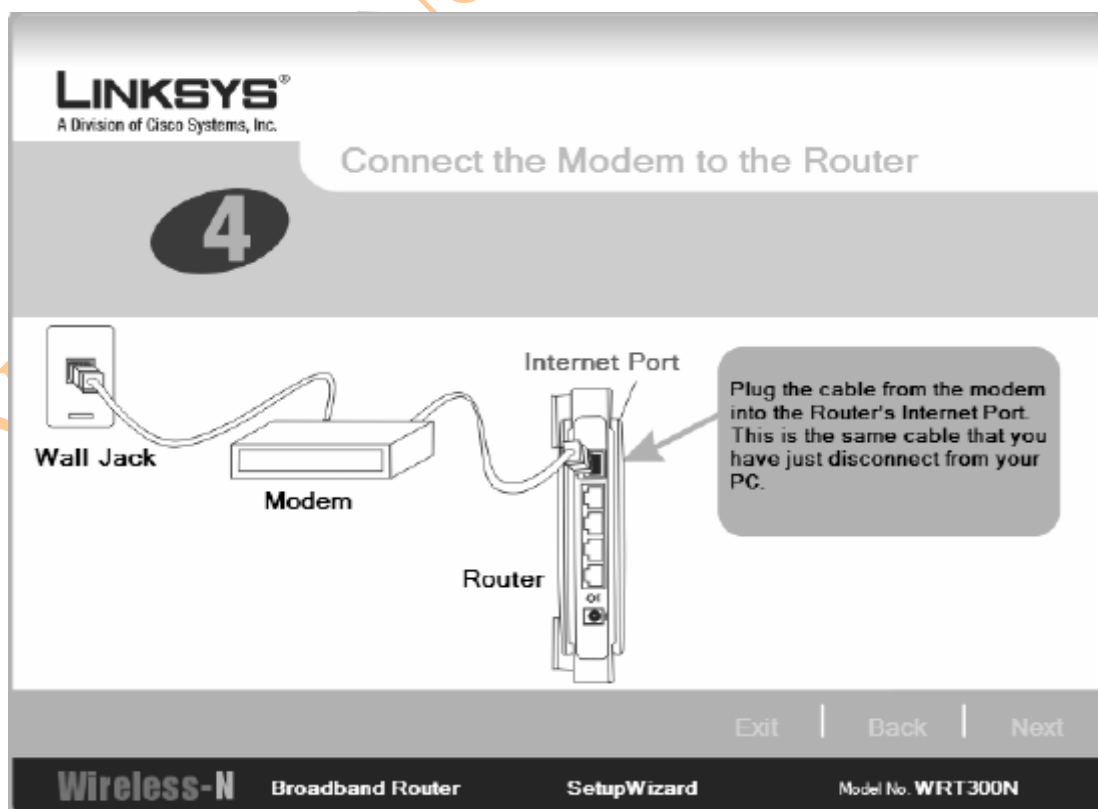 LINKSYS®
A Division of Cisco Systems, Inc.
Connect the Modem to the Router
4
Internet Port
Plug the cable from the modem
into the Router's Internet Port.
This is the same cable that you
have just disconnect from your
PC.
Wall Jack
Modem
Router
Exit | Back | Next
Wireless-N Broadband Router SetupWizard Model No. WRT300N